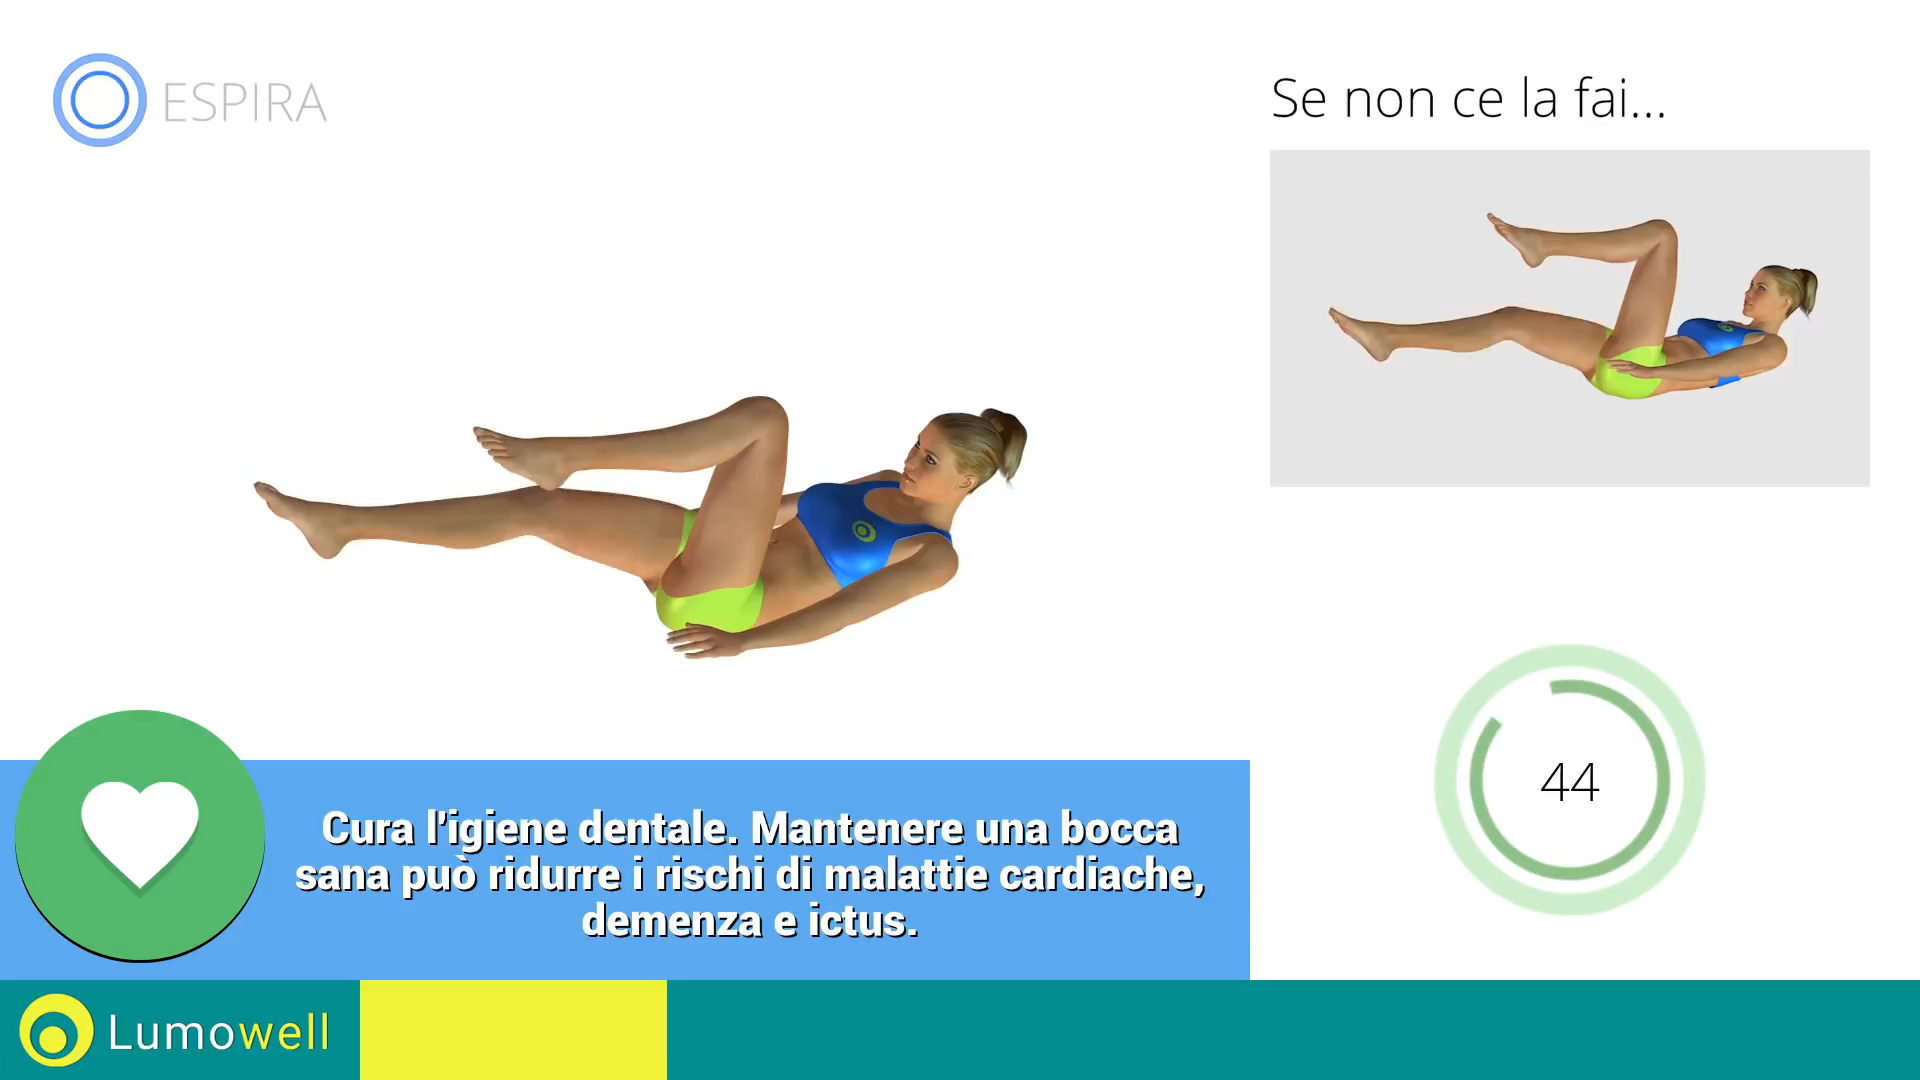 ESPIRA
Se non ce la fai...
44
Cura l'igiene dentale. Mantenere una bocca
sana può ridurre i rischi di malattie cardiache,
demenza e ictus.
Lumowell